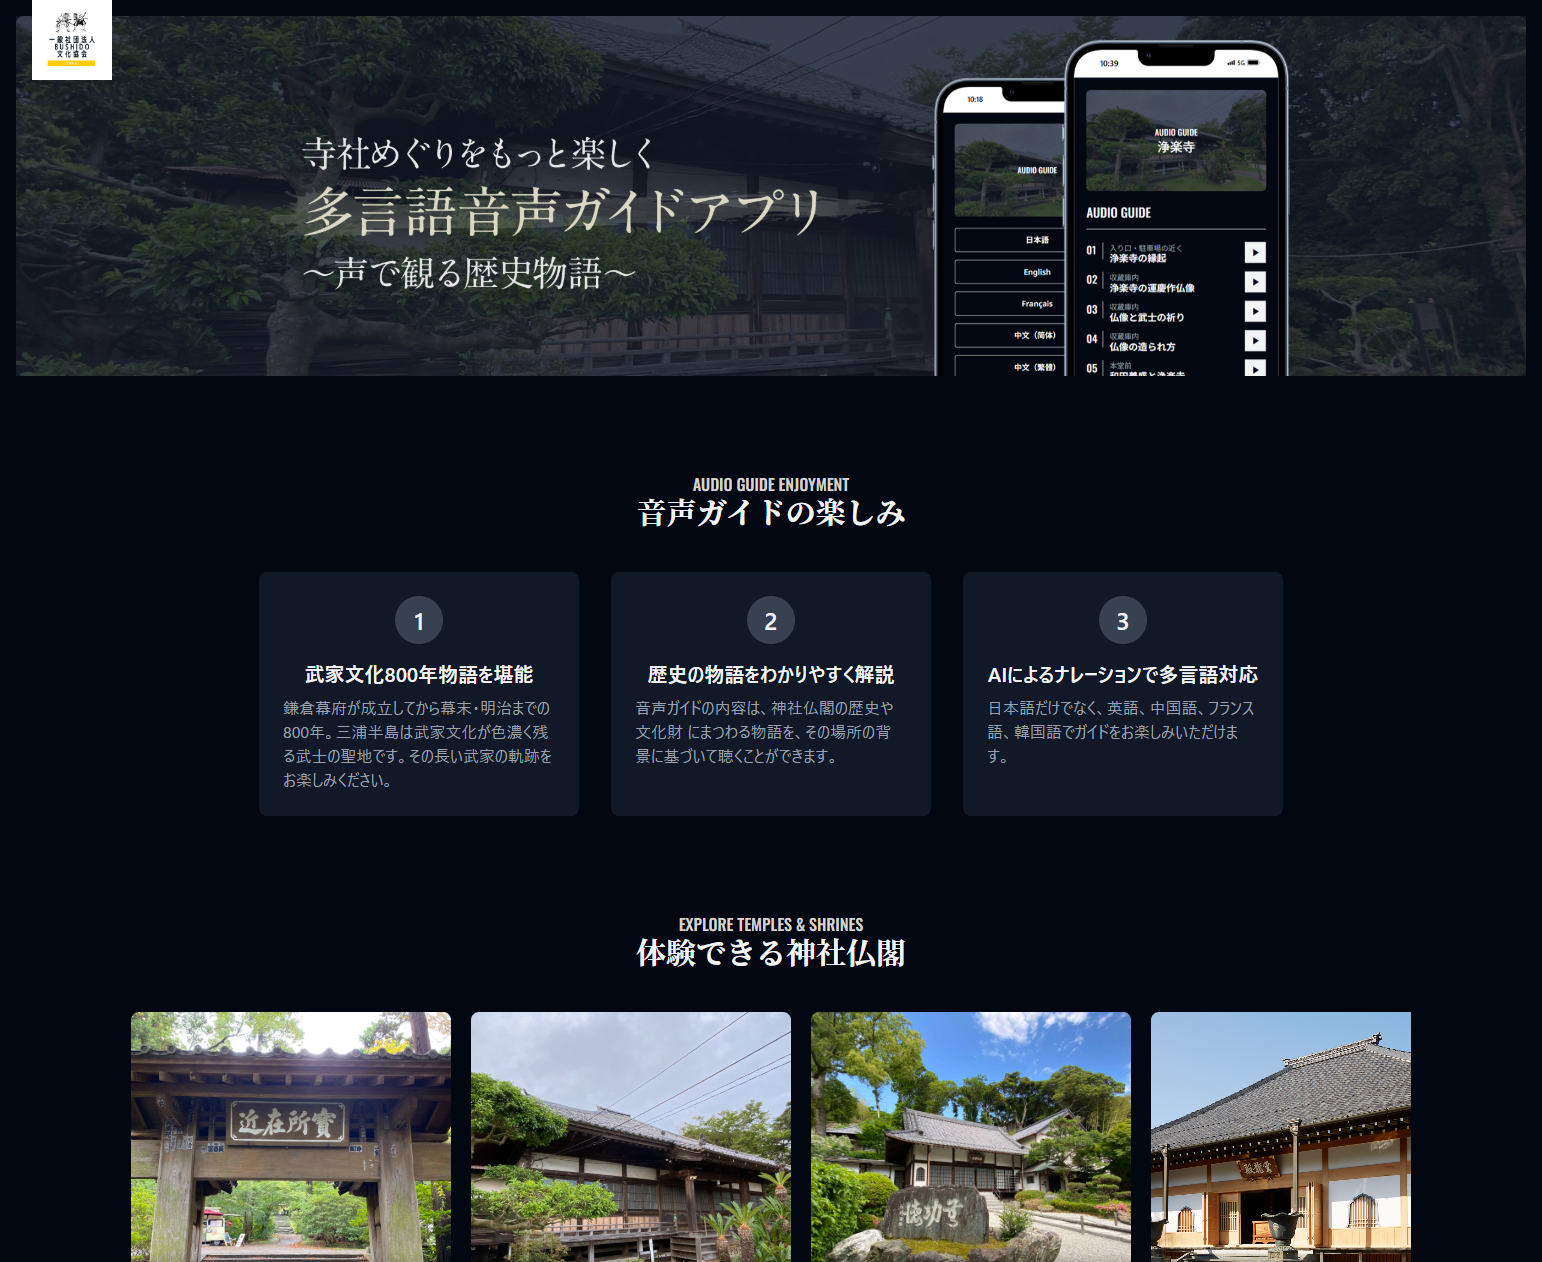 一般社団法人
BUSHIDO
文化協会
寺社めぐりをもっと楽しく
多言語音声ガイドアプリ
〜声で観る歴史物語〜
10:18
AUDIO GUIDE
日本語
English
Français
中文（简体）
中文（繁體）
10:39
5G
AUDIO GUIDE
浄楽寺
AUDIO GUIDE
01 入り口・駐車場の近く
浄楽寺の縁起
02 収蔵庫内
浄楽寺の運慶作仏像
03 収蔵庫内
仏像と武士の祈り
04 収蔵庫内
仏像の造られ方
05 本堂前
和田義盛と浄楽寺
AUDIO GUIDE ENJOYMENT
音声ガイドの楽しみ
1
武家文化800年物語を堪能
鎌倉幕府が成立してから幕末・明治までの
800年。三浦半島は武家文化が色濃く残
る武士の聖地です。その長い武家の軌跡を
お楽しみください。
2
歴史の物語をわかりやすく解説
音声ガイドの内容は、神社仏閣の歴史や
文化財 にまつわる物語を、その場所の背
景に基づいて聴くことができます。
3
AIによるナレーションで多言語対応
日本語だけでなく、英語、中国語、フランス
語、韓国語でガイドをお楽しみいただけま
す。
EXPLORE TEMPLES & SHRINES
体験できる神社仏閣
近在所寶